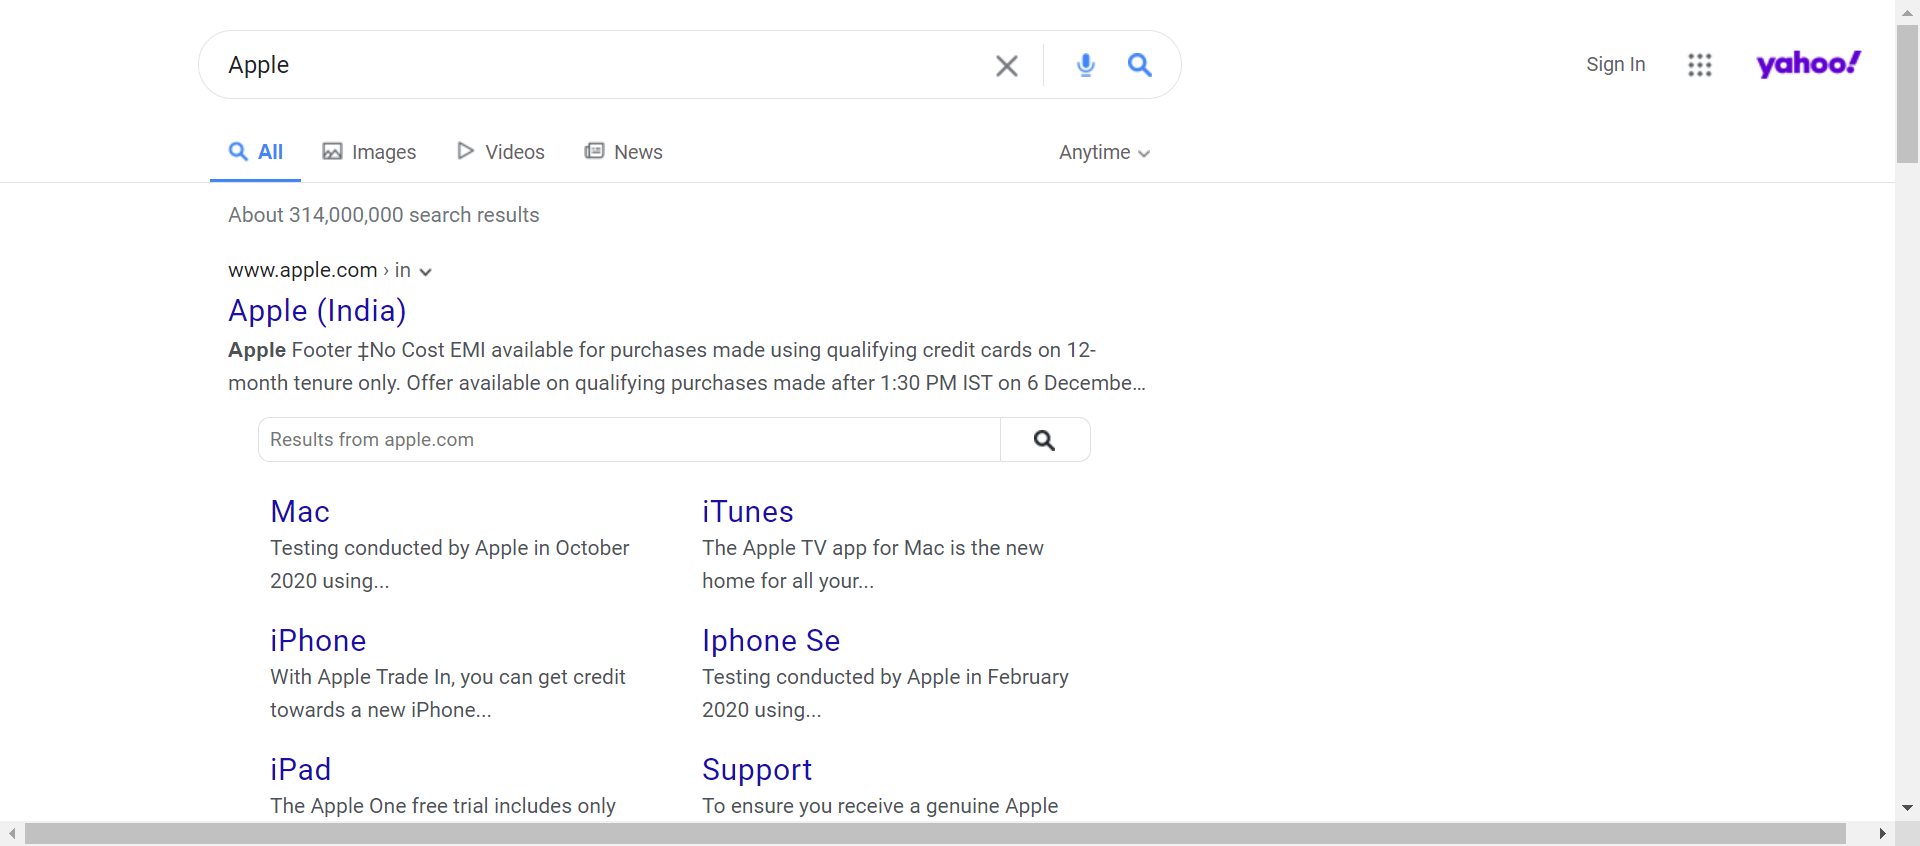 Apple
Sign In
yahoo!
All
Images
Videos
News
Anytime
About 314,000,000 search results
www.apple.com › in
Apple (India)
Apple Footer ‡No Cost EMI available for purchases made using qualifying credit cards on 12-
month tenure only. Offer available on qualifying purchases made after 1:30 PM IST on 6 Decembe...
Results from apple.com
Mac
Testing conducted by Apple in October
2020 using...
iTunes
The Apple TV app for Mac is the new
home for all your...
iPhone
With Apple Trade In, you can get credit
towards a new iPhone...
Iphone Se
Testing conducted by Apple in February
2020 using...
iPad
The Apple One free trial includes only
Support
To ensure you receive a genuine Apple